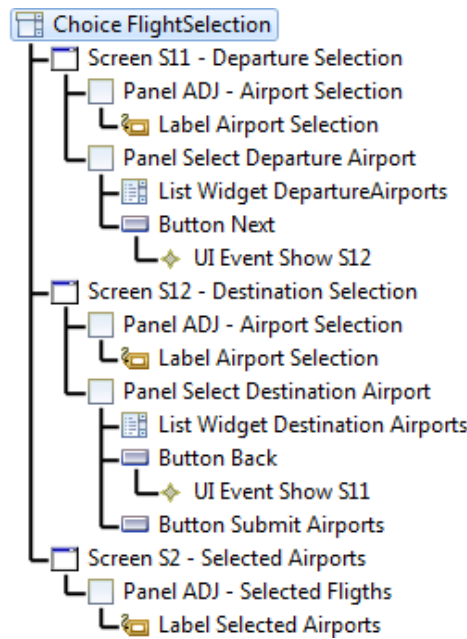 Choice FlightSelection
Screen S11 - Departure Selection
Panel ADJ - Airport Selection
Label Airport Selection
Panel Select Departure Airport
List Widget DepartureAirports
Button Next
UI Event Show S12
Screen S12 - Destination Selection
Panel ADJ - Airport Selection
Label Airport Selection
Panel Select Destination Airport
List Widget Destination Airports
Button Back
UI Event Show S11
Button Submit Airports
Screen S2 - Selected Airports
Panel ADJ - Selected Fligths
Label Selected Airports